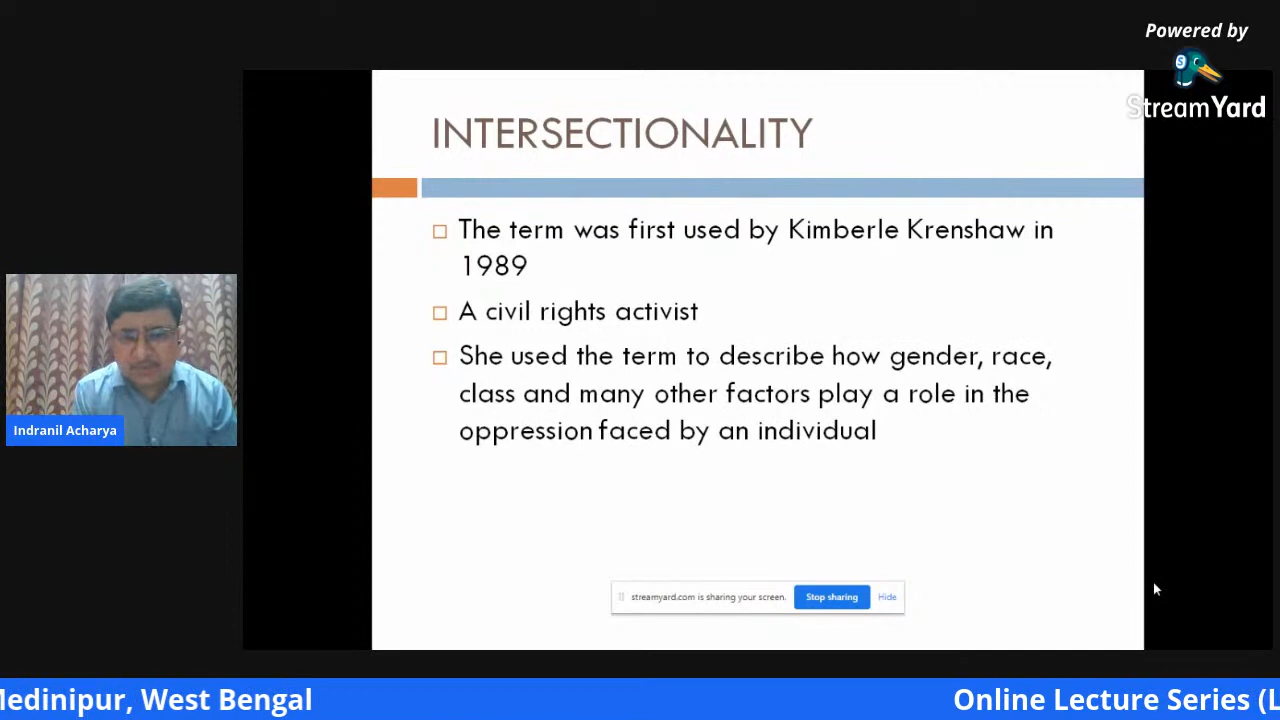 Powered by
StreamYard
INTERSECTIONALITY
The term was first used by Kimberle Krenshaw in
1989
A civil rights activist
She used the term to describe how gender, race,
class and many other factors play a role in the
oppression faced by an individual
Indranil Acharya
streamyard.com is sharing your screen. Stop sharing Hide
Medinipur, West Bengal
Online Lecture Series (L